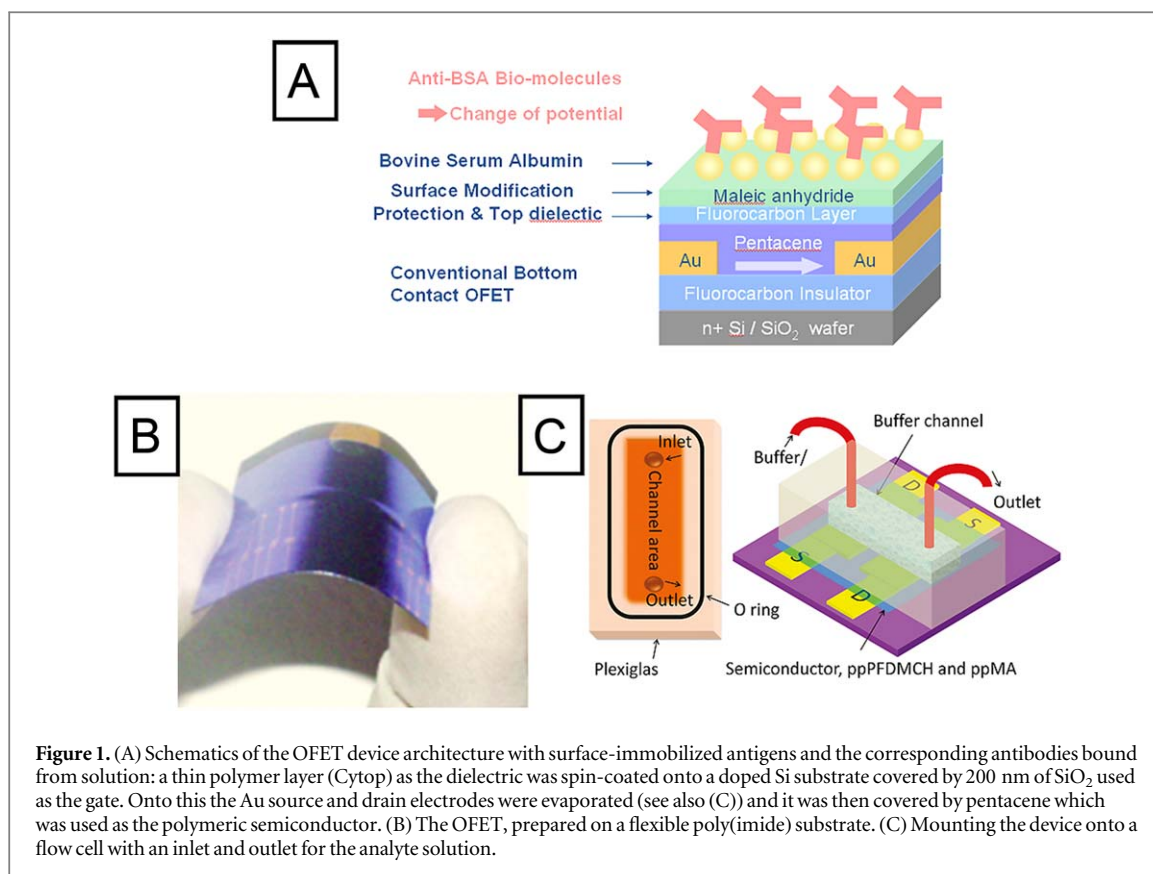 A
Anti-BSA Bio-molecules
Change of potential
Bovine Serum Albumin
Surface Modification
Protection & Top dielectic
Conventional Bottom
Contact OFET
Maleic anhydride
Fluorocarbon Layer
Pentacene
Au
Au
Fluorocarbon Insulator
n+ Si / SiO2 wafer
B
C
Inlet
Channel area
Outlet
O ring
Plexiglas
Buffer channel
Buffer/
Outlet
D
S
S
D
Semiconductor, ppPFDMCH and ppMA
Figure 1. (A) Schematics of the OFET device architecture with surface-immobilized antigens and the corresponding antibodies bound
from solution: a thin polymer layer (Cytop) as the dielectric was spin-coated onto a doped Si substrate covered by 200 nm of SiO2 used
as the gate. Onto this the Au source and drain electrodes were evaporated (see also (C)) and it was then covered by pentacene which
was used as the polymeric semiconductor. (B) The OFET, prepared on a flexible poly(imide) substrate. (C) Mounting the device onto a
flow cell with an inlet and outlet for the analyte solution.